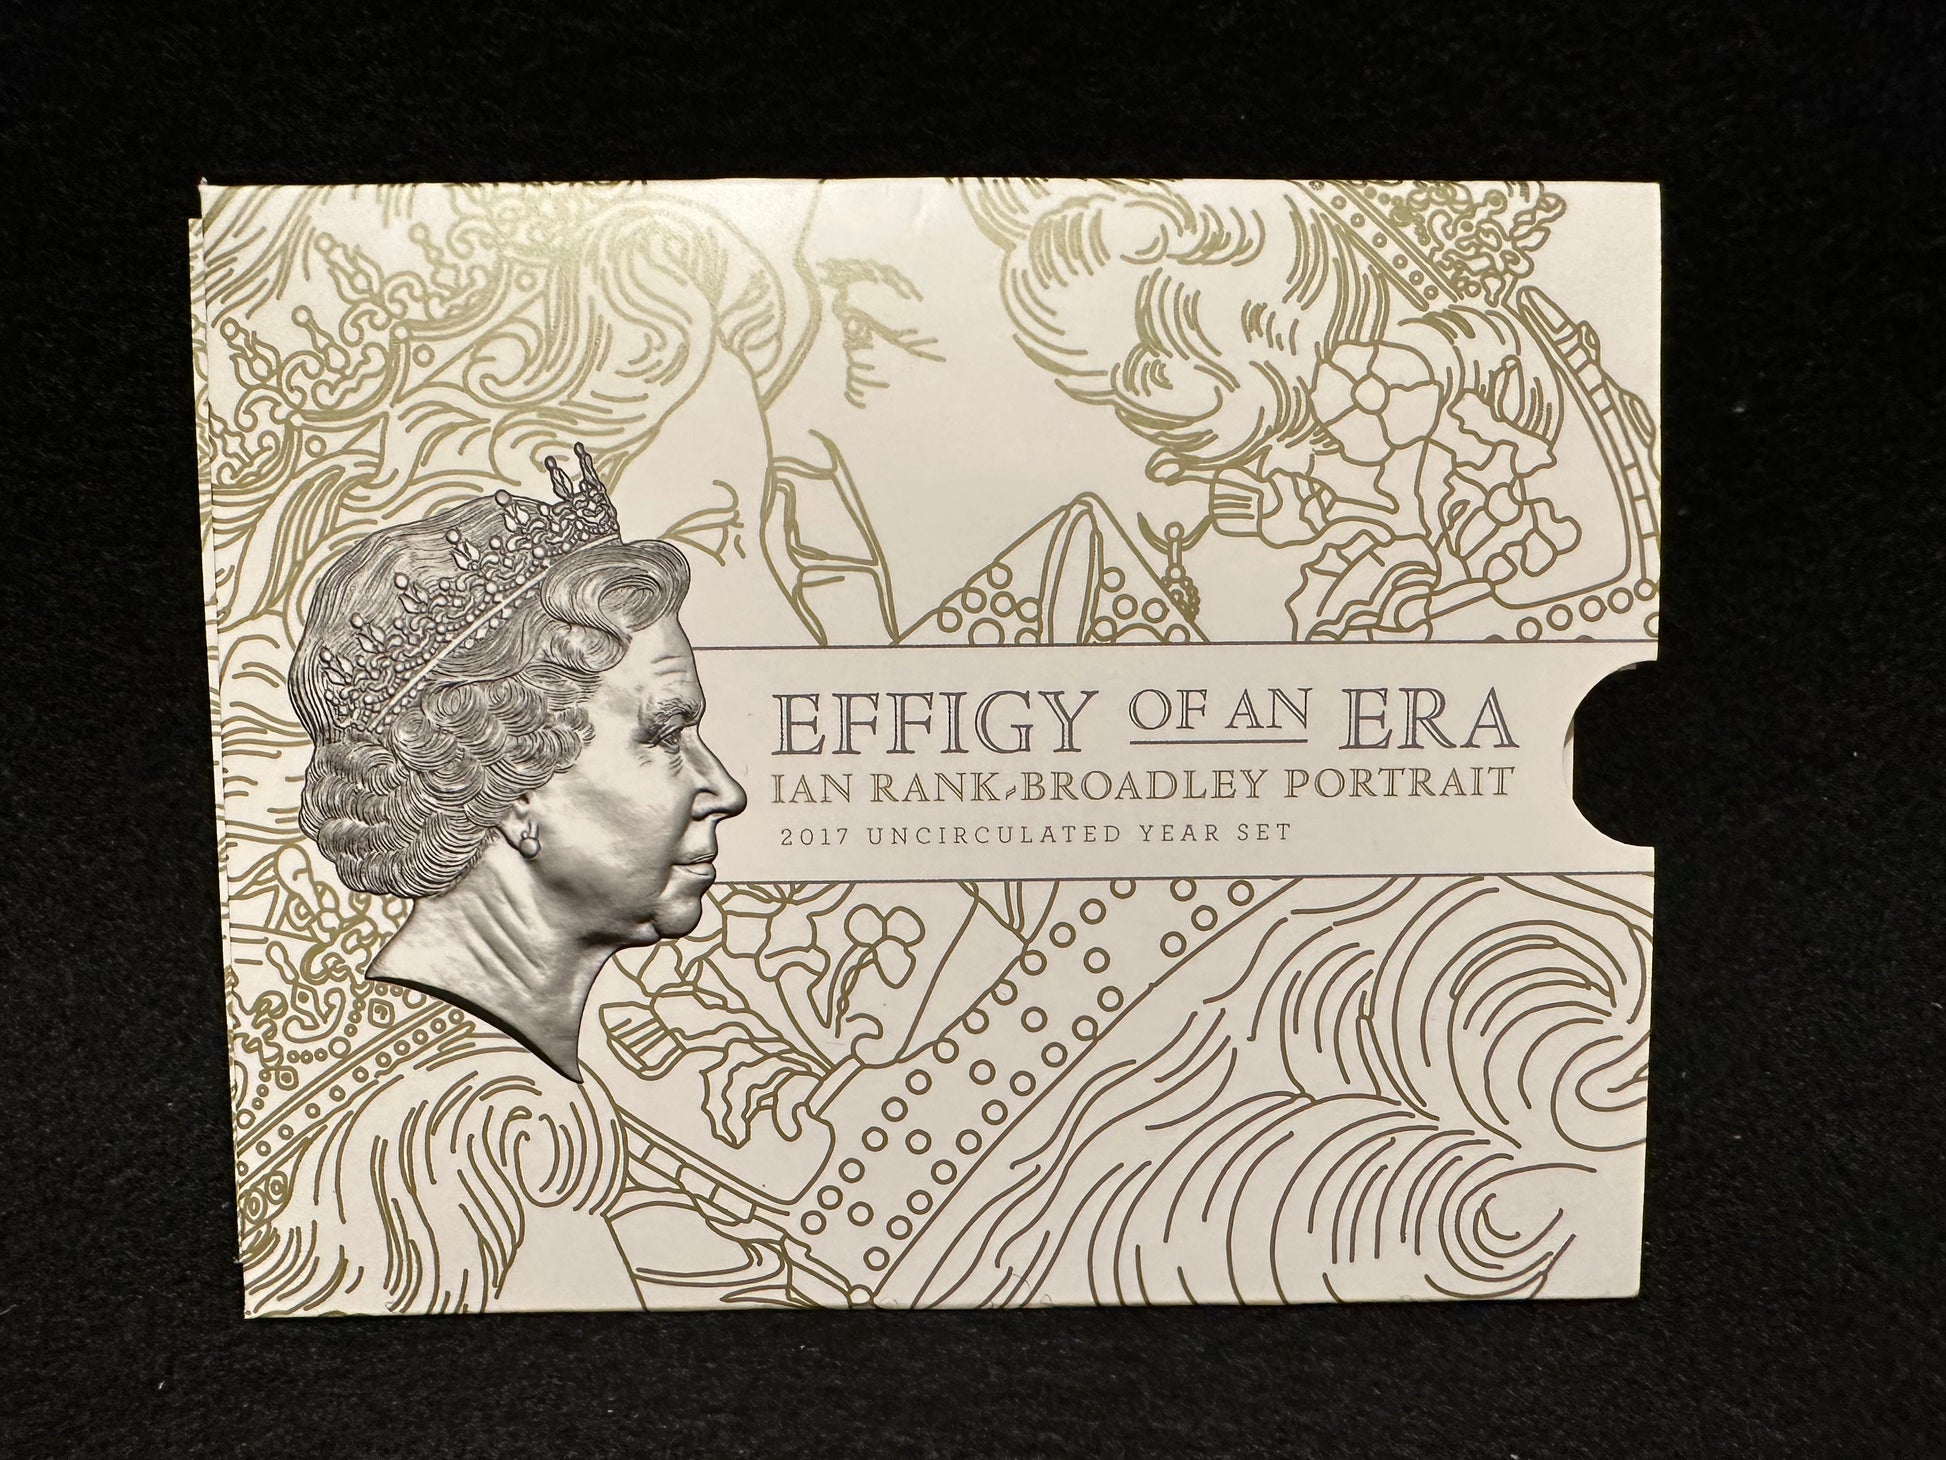 EFFIGY OF AN ERA
IAN RANK-BROADLEY PORTRAIT
2017 UNCIRCULATED YEAR SET